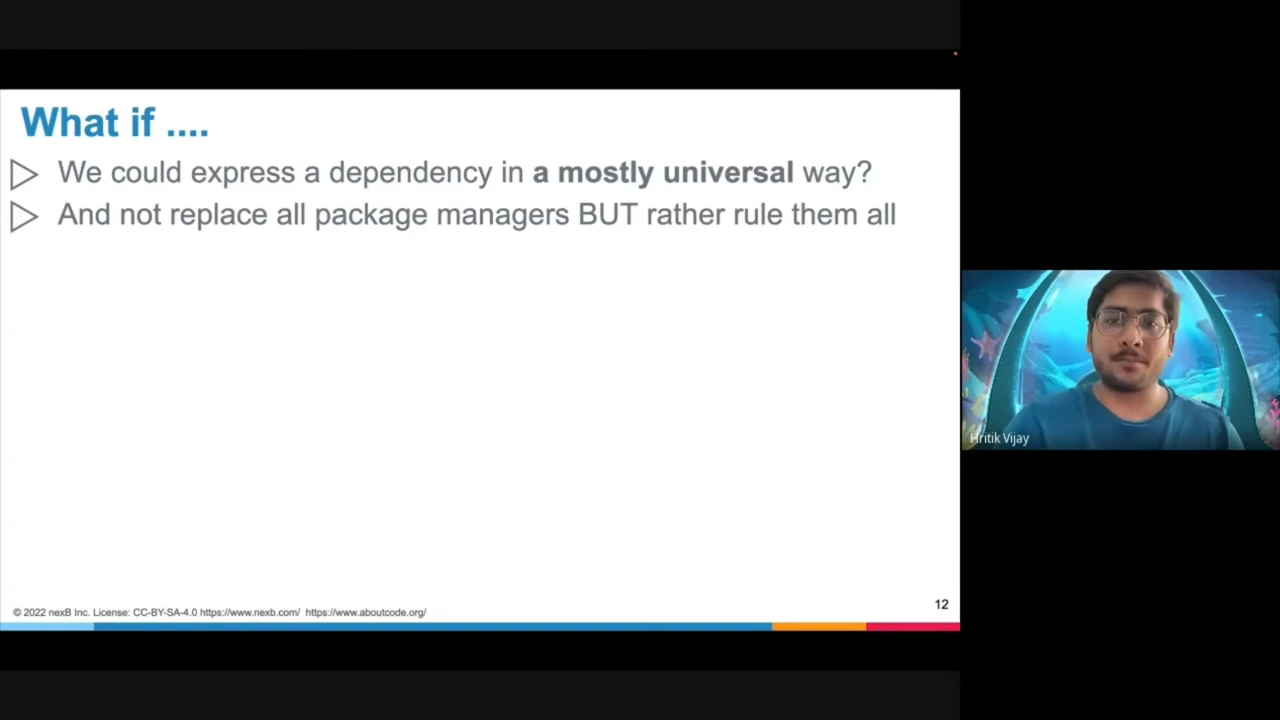 What if ....
We could express a dependency in a mostly universal way?
And not replace all package managers BUT rather rule them all
Hritik Vijay
© 2022 nexB Inc. License: CC-BY-SA-4.0 https://www.nexb.com/ https://www.aboutcode.org/
12